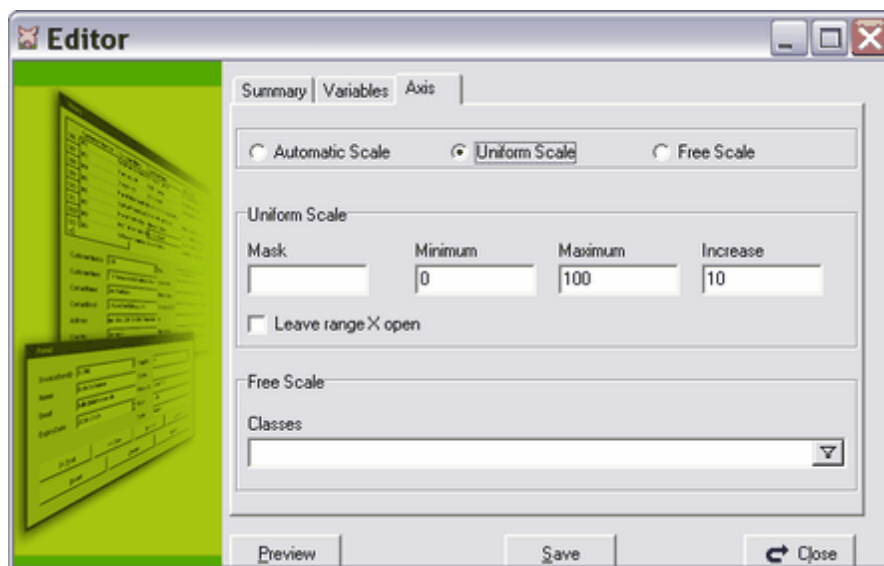 Editor
Summary Variables Axis
Automatic Scale Uniform Scale Free Scale
Uniform Scale
Mask Minimum Maximum Increase
0 100 10
Leave range X open
Free Scale
Classes
Preview Save Close